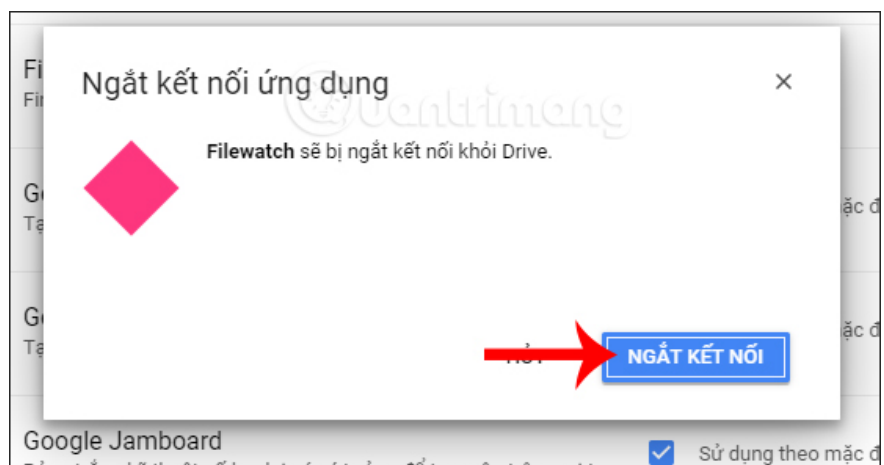 Ngắt kết nối ứng dụng
Quantrimang
Filewatch sẽ bị ngắt kết nối khỏi Drive.
NGẮT KẾT NỐI
Google Jamboard
Sử dụng theo mặc đ